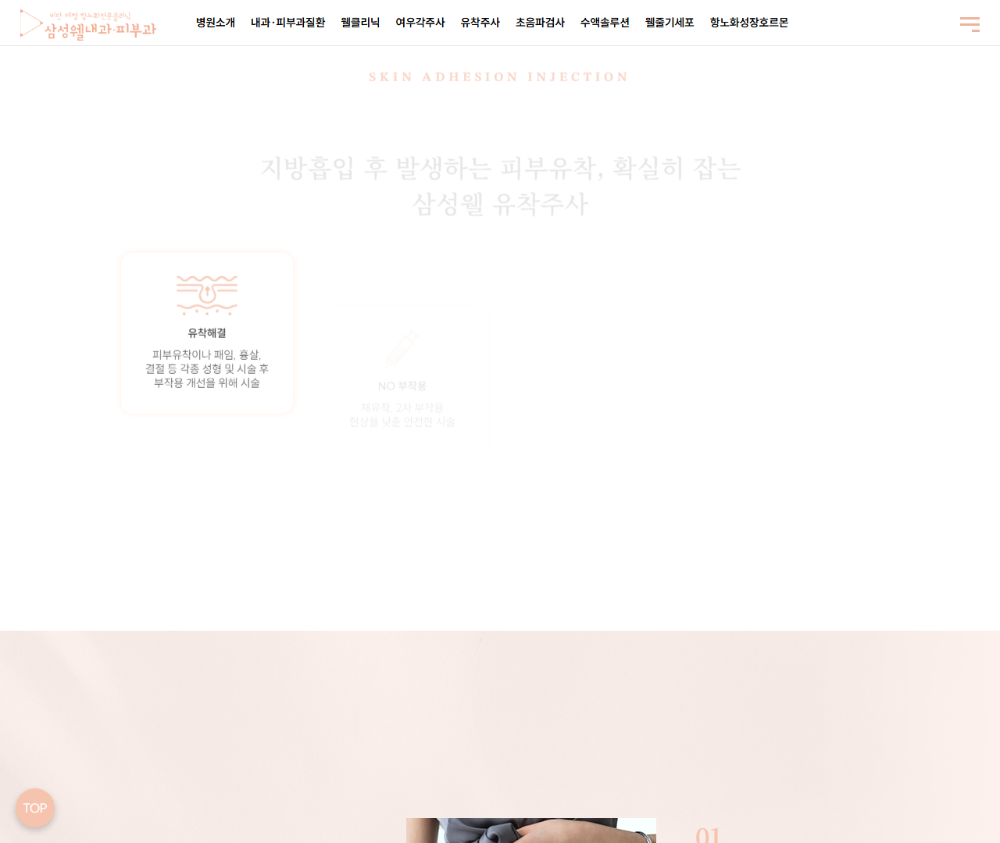 비만 체형 항노화전문클리닉
삼성웰내과·피부과
병원소개 내과·피부과질환 웰클리닉 여우각주사 유착주사 초음파검사 수액솔루션 웰줄기세포 항노화성장호르몬
SKIN ADHESION INJECTION
지방흡입 후 발생하는 피부유착, 확실히 잡는
삼성웰 유착주사
유착해결
피부유착이나 패임, 흉살,
결절 등 각종 성형 및 시술 후
부작용 개선을 위해 시술
NO 부작용
재유착, 2차 부작용
현상을 낮춘 안전한 시술
TOP
01